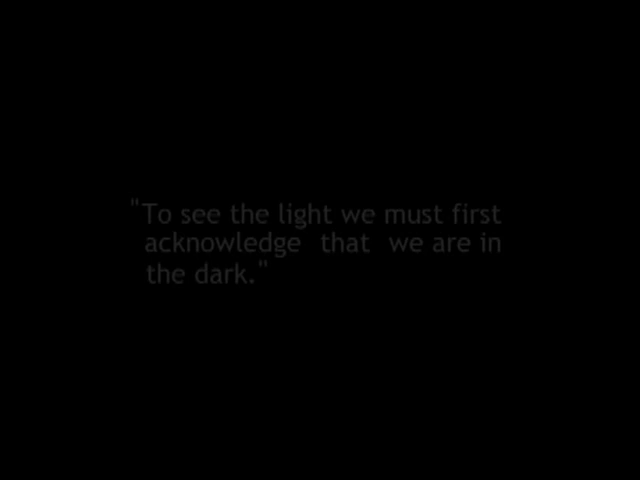 "To see the light we must first
acknowledge that we are in
the dark."